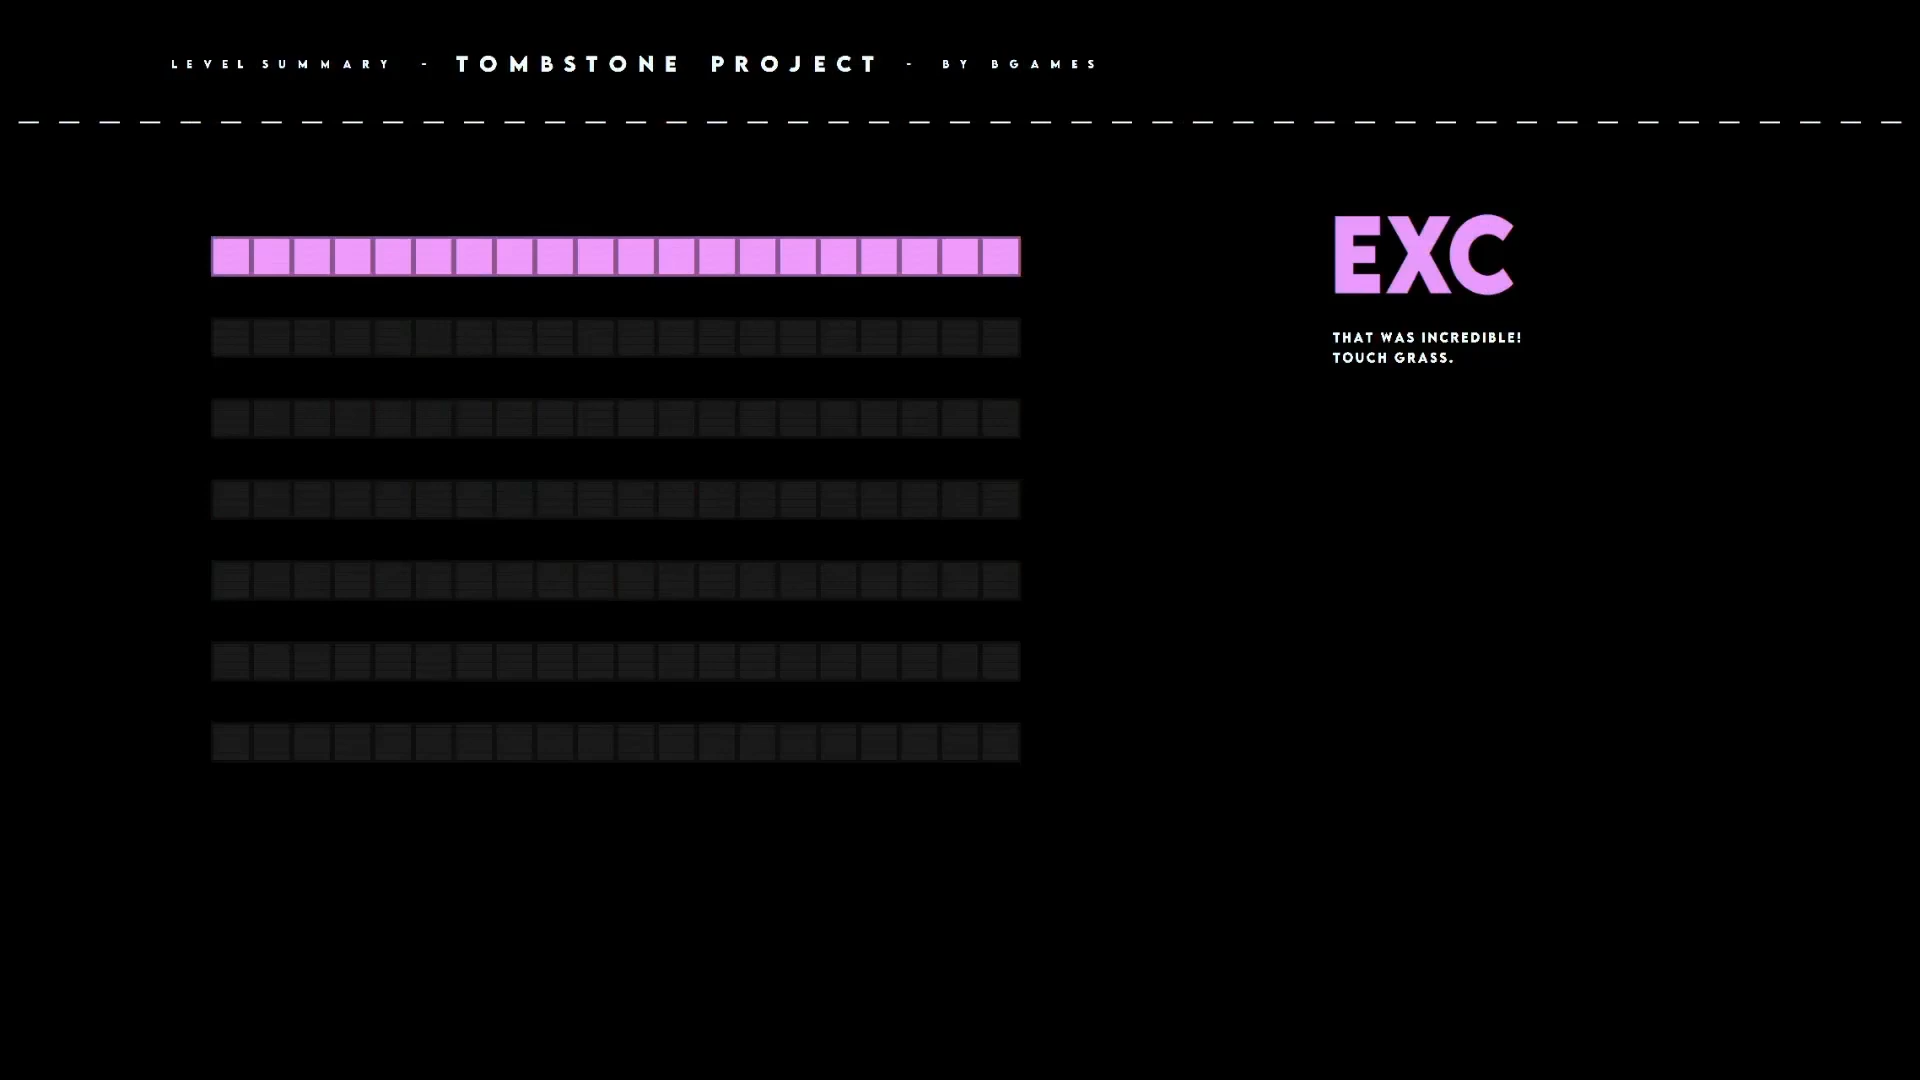 LEVEL SUMMARY - TOMBSTONE PROJECT - BY BGAMES
EXC
THAT WAS INCREDIBLE!
TOUCH GRASS.